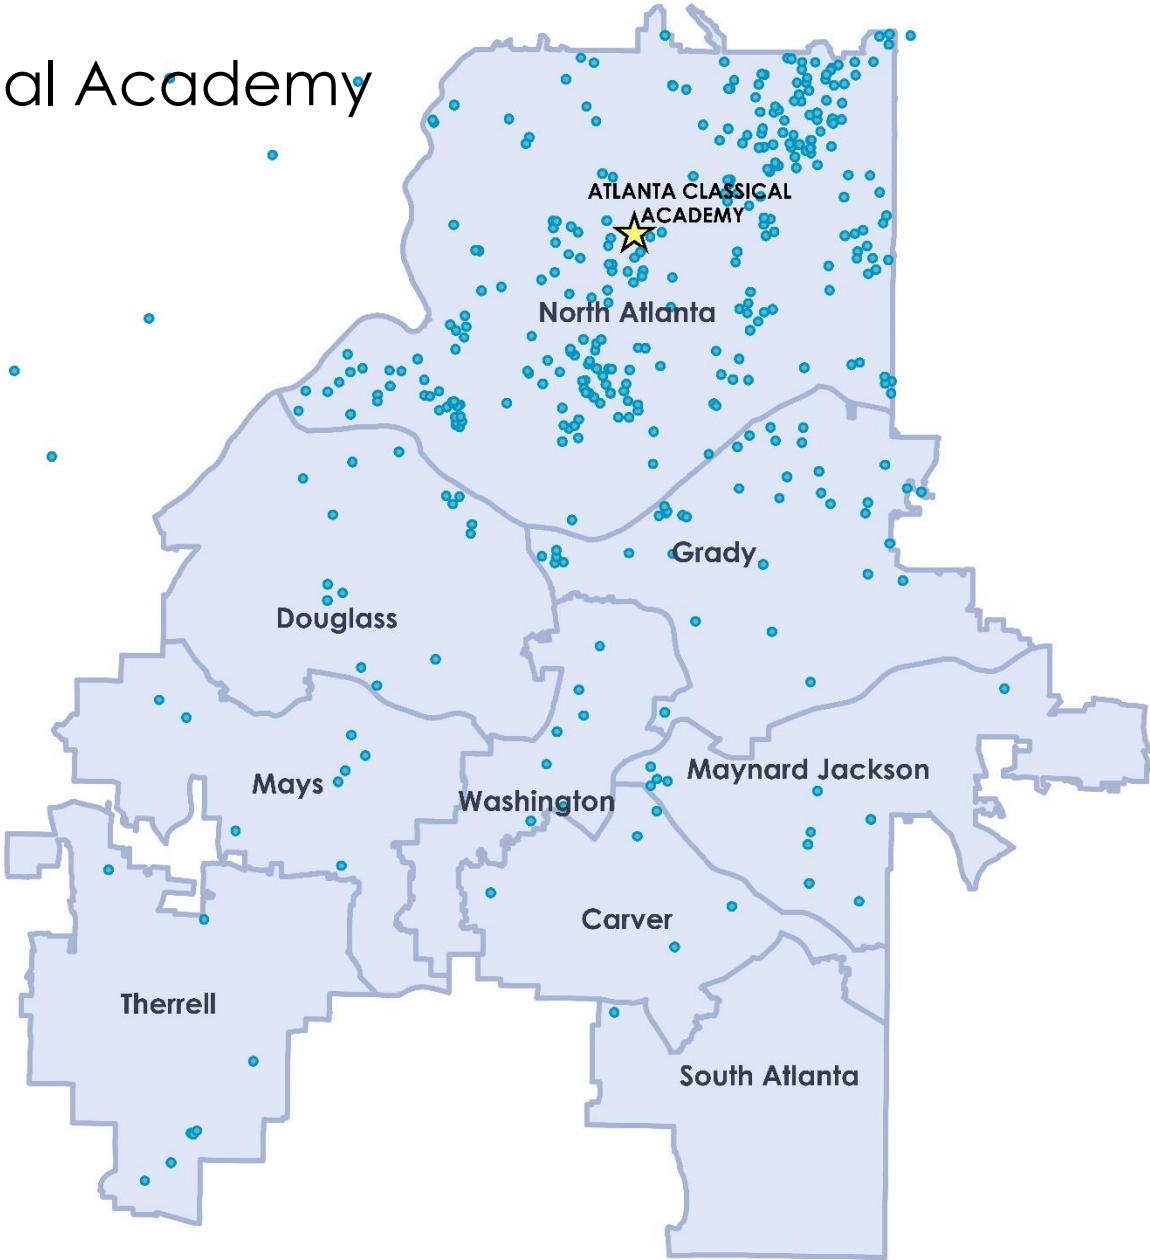 al Academy
ATLANTA CLASSICAL
ACADEMY
North Atlanta
Grady
Douglass
Mays
Washington
Maynard Jackson
Carver
Therrell
South Atlanta